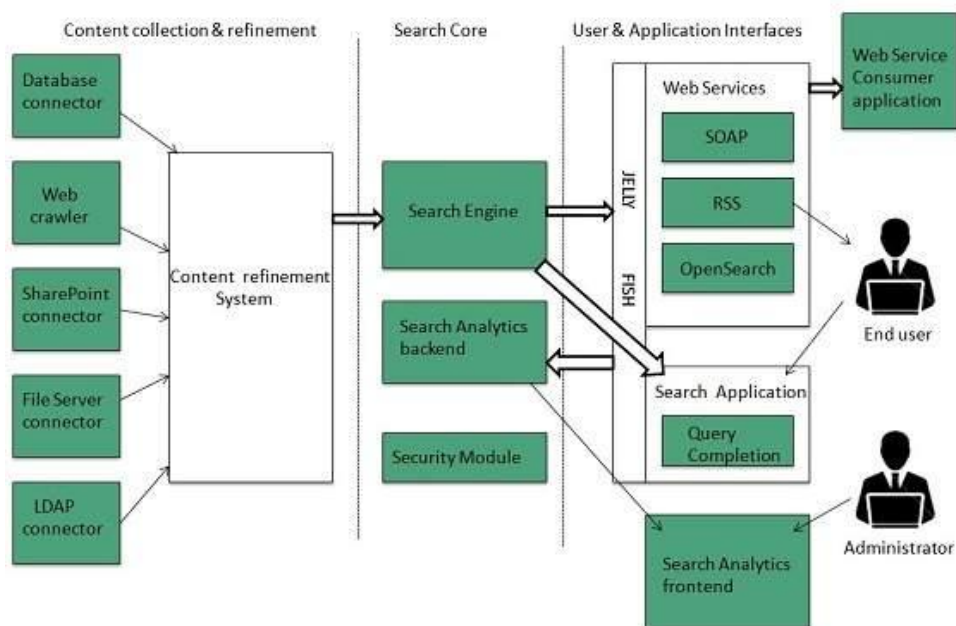 Content collection & refinement
Search Core
User & Application Interfaces
Database
connector
Web
crawler
SharePoint
connector
File Server
connector
LDAP
connector
Content refinement
System
Search Engine
Search Analytics
backend
Security Module
JELLY
FISH
Web Services
SOAP
RSS
OpenSearch
Search Application
Query
Completion
Search Analytics
frontend
Web Service
Consumer
application
End user
Administrator